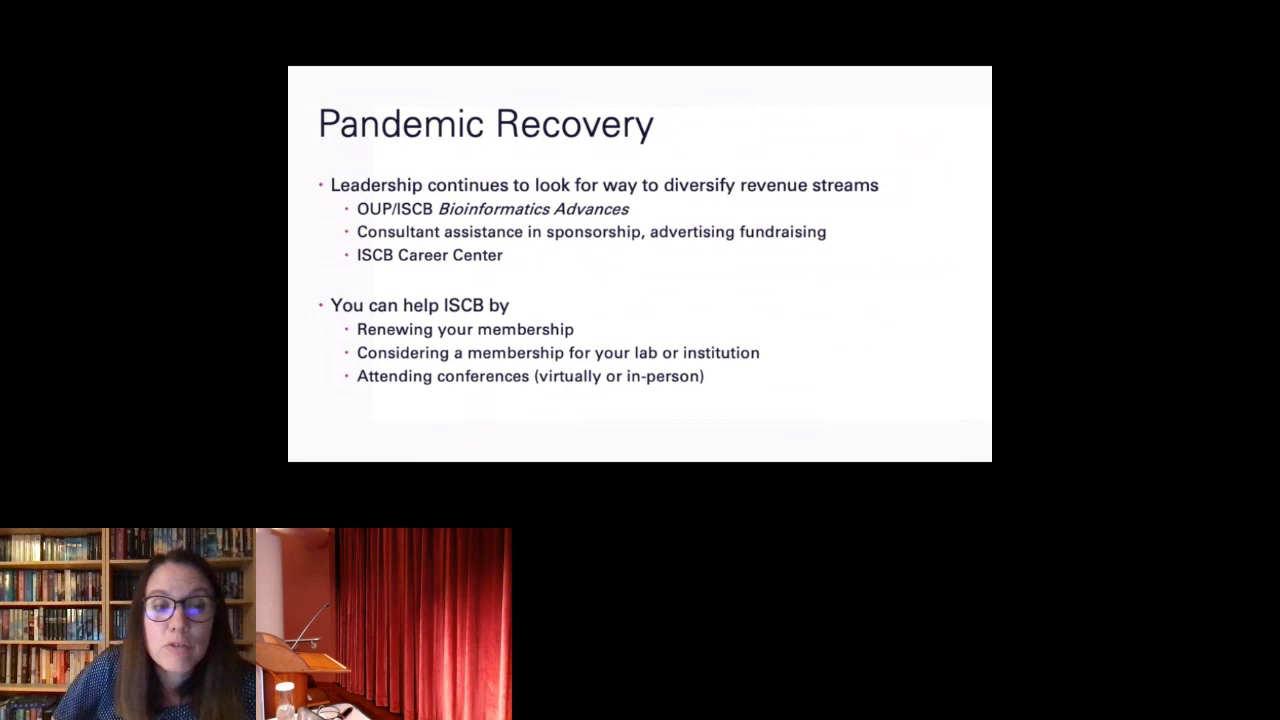 Pandemic Recovery
• Leadership continues to look for way to diversify revenue streams
• OUP/ISCB Bioinformatics Advances
• Consultant assistance in sponsorship, advertising fundraising
• ISCB Career Center
• You can help ISCB by
• Renewing your membership
• Considering a membership for your lab or institution
• Attending conferences (virtually or in-person)